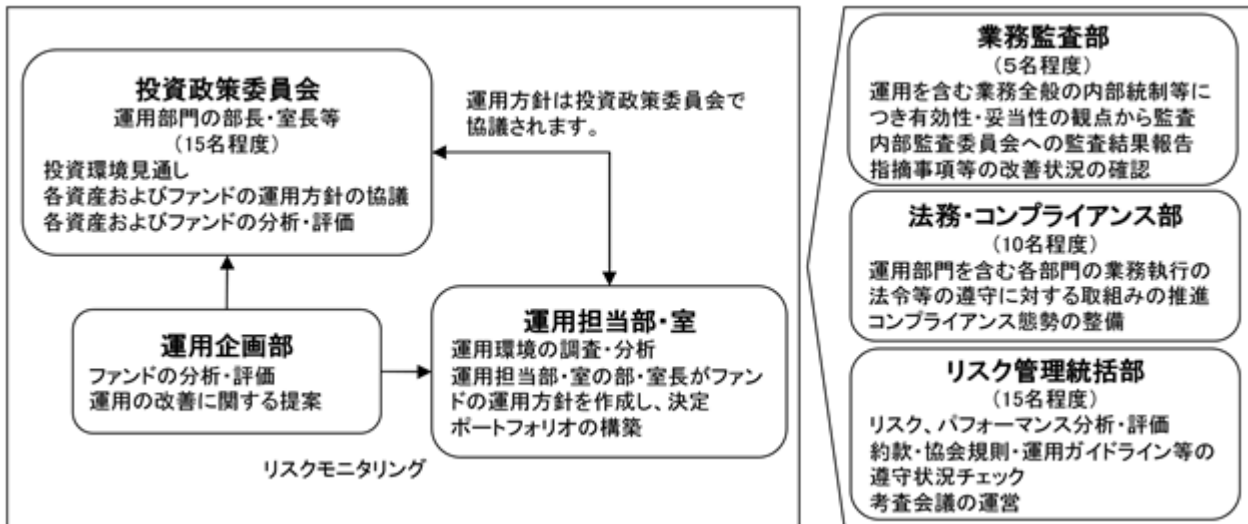 投資政策委員会
運用部門の部長・室長等
(15名程度)
投資環境見通し
各資産およびファンドの運用方針の協議
各資産およびファンドの分析・評価
運用方針は投資政策委員会で
協議されます。
運用企画部
ファンドの分析・評価
運用の改善に関する提案
運用担当部・室
運用環境の調査・分析
運用担当部・室の部・室長がファン
ドの運用方針を作成し、決定
ポートフォリオの構築
リスクモニタリング
業務監査部
(5名程度)
運用を含む業務全般の内部統制等に
つき有効性・妥当性の観点から監査
内部監査委員会への監査結果報告
指摘事項等の改善状況の確認
法務・コンプライアンス部
(10名程度)
運用部門を含む各部門の業務執行の
法令等の遵守に対する取組みの推進
コンプライアンス態勢の整備
リスク管理統括部
(15名程度)
リスク、パフォーマンス分析・評価
約款・協会規則・運用ガイドライン等の
遵守状況チェック
考査会議の運営